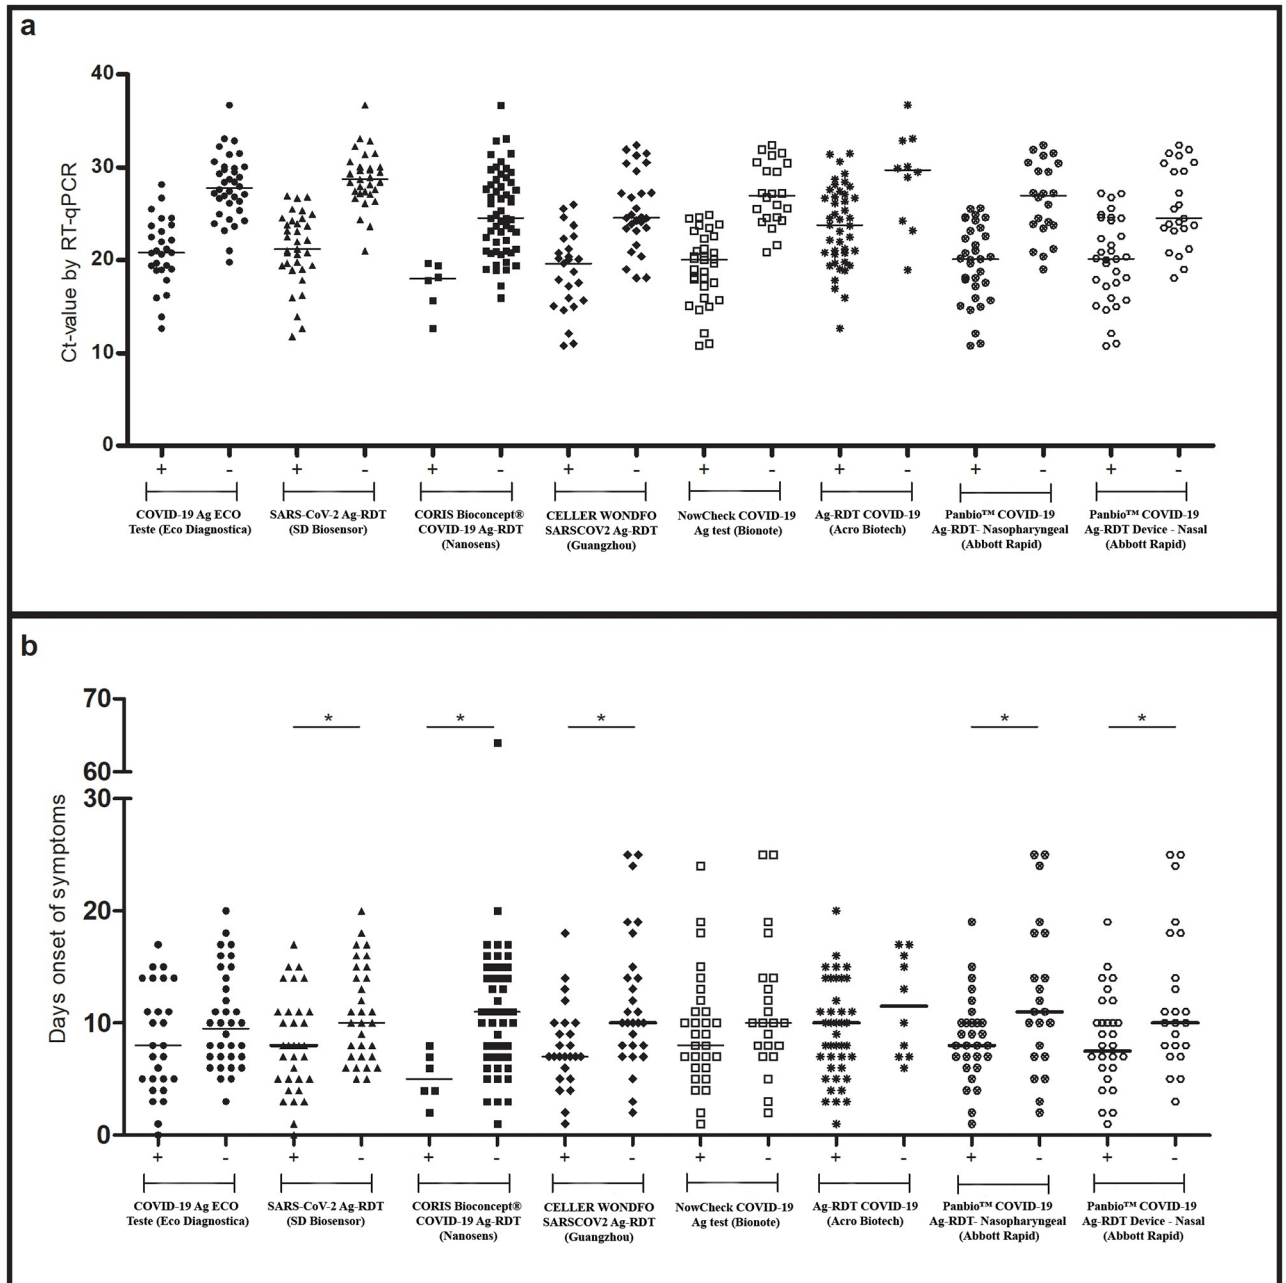 a
Ct-value by RT-qPCR
40
30
20
10
0
+ - + - + - + - + - + - + - + -
COVID-19 Ag ECO
Teste (Eco Diagnostica)
SARS-CoV-2 Ag-RDT
(SD Biosensor)
CORIS Bioconcept®
COVID-19 Ag-RDT
(Nanosens)
CELLER WONDFO
SARSCOV2 Ag-RDT
(Guangzhou)
NowCheck COVID-19
Ag test (Bionote)
Ag-RDT COVID-19
(Acro Biotech)
Panbio™ COVID-19
Ag-RDT- Nasopharyngeal
(Abbott Rapid)
Panbio™ COVID-19
Ag-RDT Device - Nasal
(Abbott Rapid)
b
Days onset of symptoms
70
60
30
20
10
0
* * * * *
+ - + - + - + - + - + - + - + -
COVID-19 Ag ECO
Teste (Eco Diagnostica)
SARS-CoV-2 Ag-RDT
(SD Biosensor)
CORIS Bioconcept®
COVID-19 Ag-RDT
(Nanosens)
CELLER WONDFO
SARSCOV2 Ag-RDT
(Guangzhou)
NowCheck COVID-19
Ag test (Bionote)
Ag-RDT COVID-19
(Acro Biotech)
Panbio™ COVID-19
Ag-RDT- Nasopharyngeal
(Abbott Rapid)
Panbio™ COVID-19
Ag-RDT Device - Nasal
(Abbott Rapid)